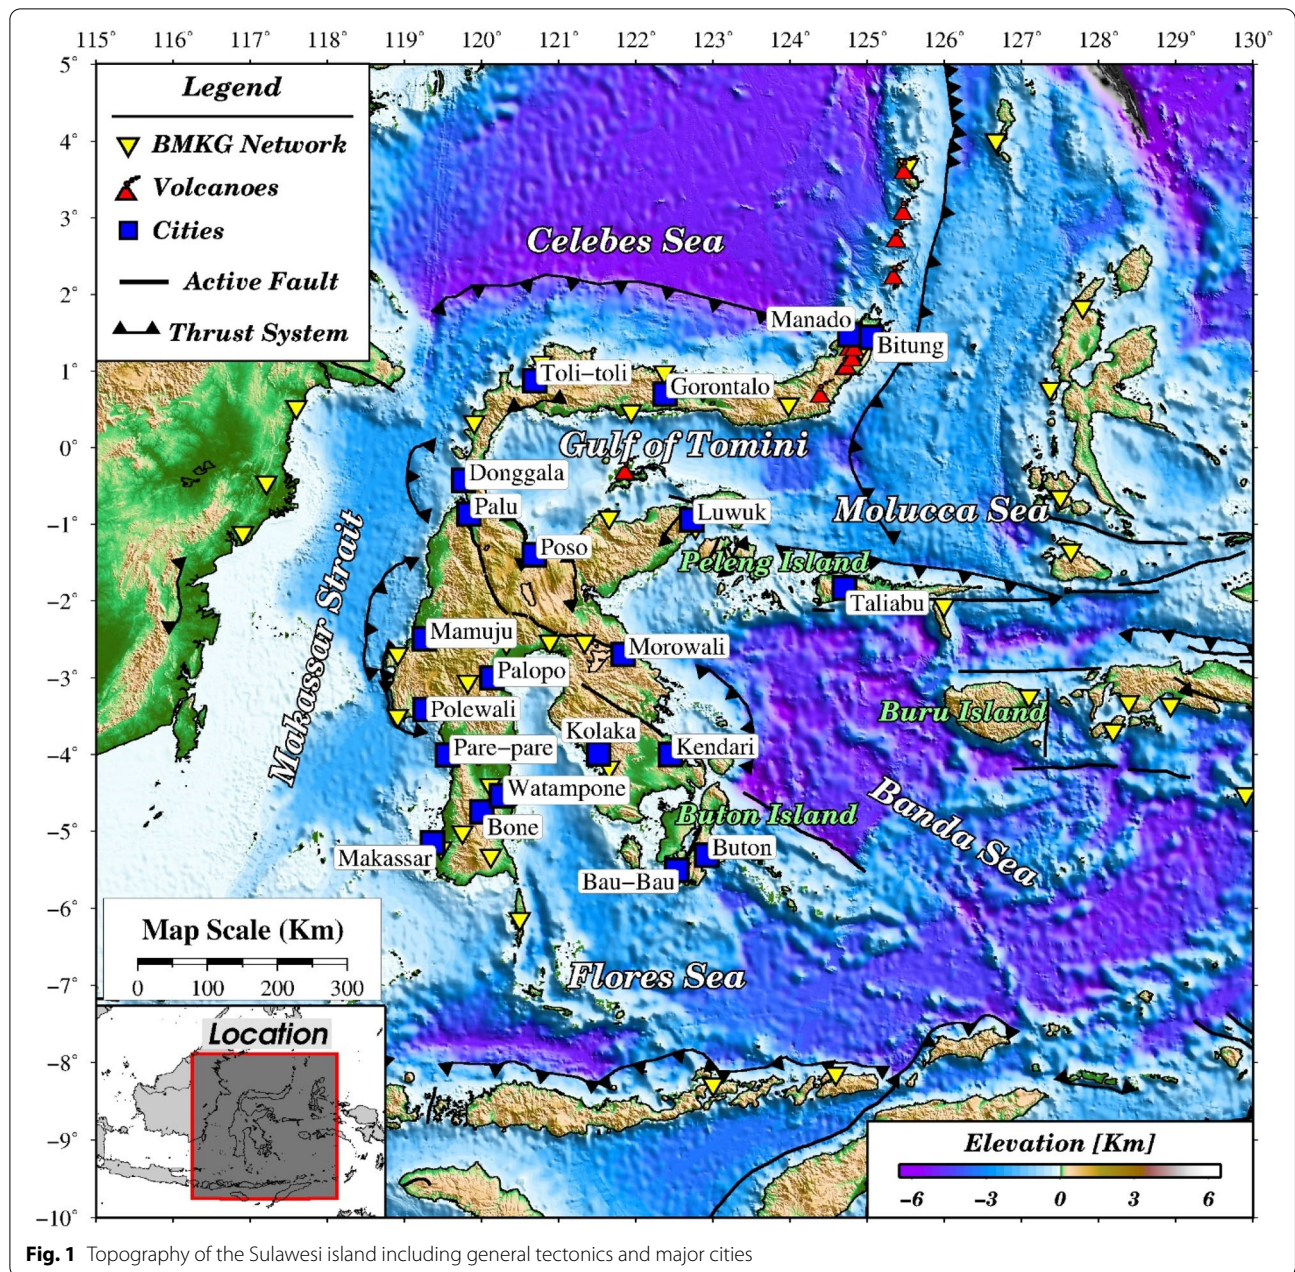 115° 116° 117° 118° 119° 120° 121° 122° 123° 124° 125° 126° 127° 128° 129° 130°
5°
4°
3°
2°
1°
0°
−1°
−2°
−3°
−4°
−5°
−6°
−7°
−8°
−9°
−10°
Legend
BMKG Network
Volcanoes
Cities
Active Fault
Thrust System
Celebes Sea
Manado
Bitung
Toli−toli
Gorontalo
Gulf of Tomini
Donggala
Palu
Luwuk
Molucca Sea
Poso
Peleng Island
Makassar Strait
Taliabu
Mamuju
Morowali
Palopo
Polewali
Buru Island
Kolaka
Pare−pare
Kendari
Watampone
Buton Island
Banda Sea
Bone
Makassar
Buton
Bau−Bau
Map Scale (Km)
0 100 200 300
Flores Sea
Location
Elevation [Km]
−6 −3 0 3 6
Fig. 1 Topography of the Sulawesi island including general tectonics and major cities